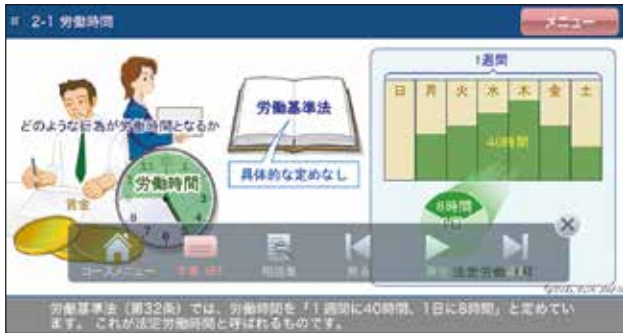 2-1 労働時間
メニュー
1週間
日 月 火 水 木 金 土
労働基準法
どのような行為が労働時間となるか
40時間
具体的な定めなし
労働時間
賃金
8時間
1日
コースメニュー
字幕 OFF
用語集
戻る
法定労働時間
労働基準法（第32条）では、労働時間を「1週間に40時間、1日に8時間」と定めてい
ます。 これが法定労働時間と呼ばれるものです。